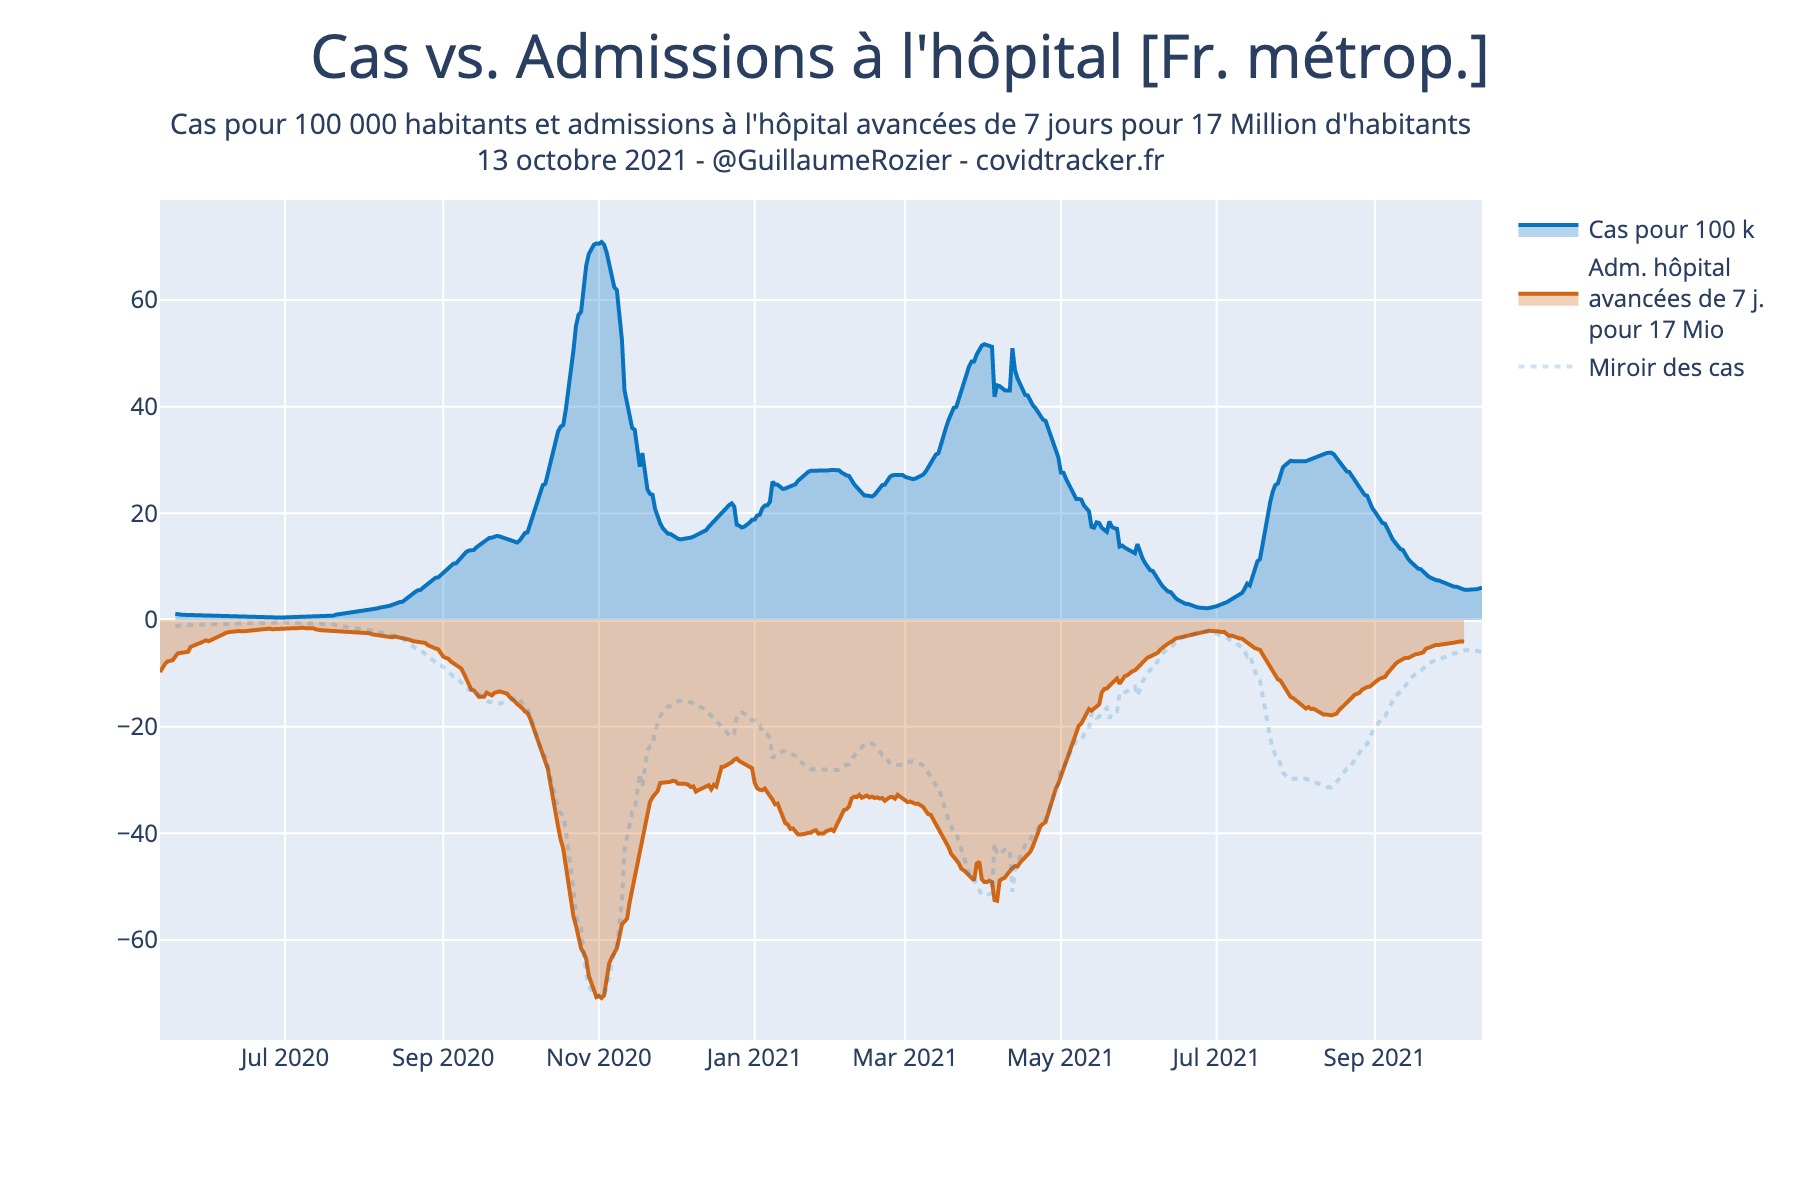 Cas vs. Admissions à l'hôpital [Fr. métrop.]
Cas pour 100 000 habitants et admissions à l'hôpital avancées de 7 jours pour 17 Million d'habitants
13 octobre 2021 - @GuillaumeRozier - covidtracker.fr
Cas pour 100 k
Adm. hôpital
avancées de 7 j.
pour 17 Mio
Miroir des cas
60
40
20
0
−20
−40
−60
Jul 2020
Sep 2020
Nov 2020
Jan 2021
Mar 2021
May 2021
Jul 2021
Sep 2021